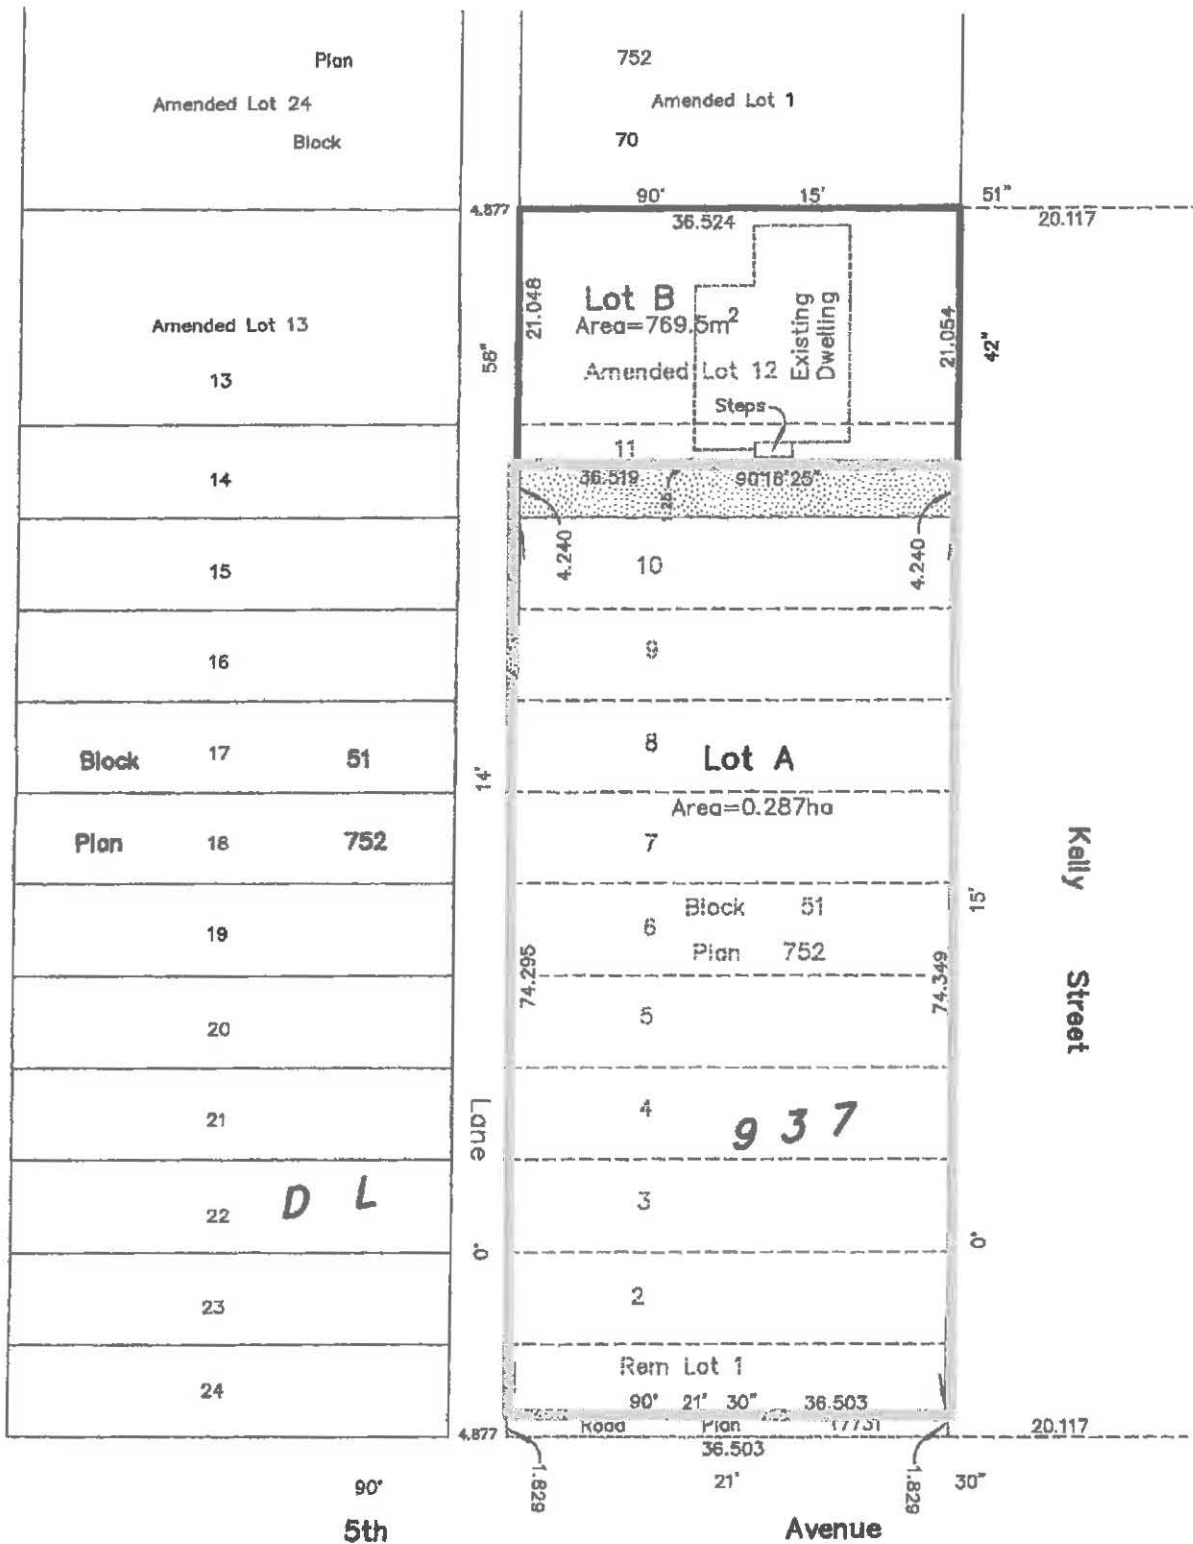 Plan
752
Amended Lot 24
Amended Lot 1
Block
70
90° 15' 51"
4.877
36.524
20.117
21.048
Lot B
Area=769.5m²
Existing
Dwelling
21.054
Amended Lot 13
58"
42"
13
Amended Lot 12
Steps
11
14
36.519
90°18'25"
4.240
4.240
15
10
16
9
17
8
Block
51
Lot A
14'
Area=0.287ha
Plan
18
752
7
Kelly Street
15'
Block 51
6
19
Plan 752
74.295
74.349
20
5
21
4
Lane
9 3 7
22
D L
3
0°
0°
23
2
Rem Lot 1
24
90° 21' 30" 36.503
Road Plan
4.877
36.503
20.117
1.829
1.829
90° 21' 30"
5th Avenue